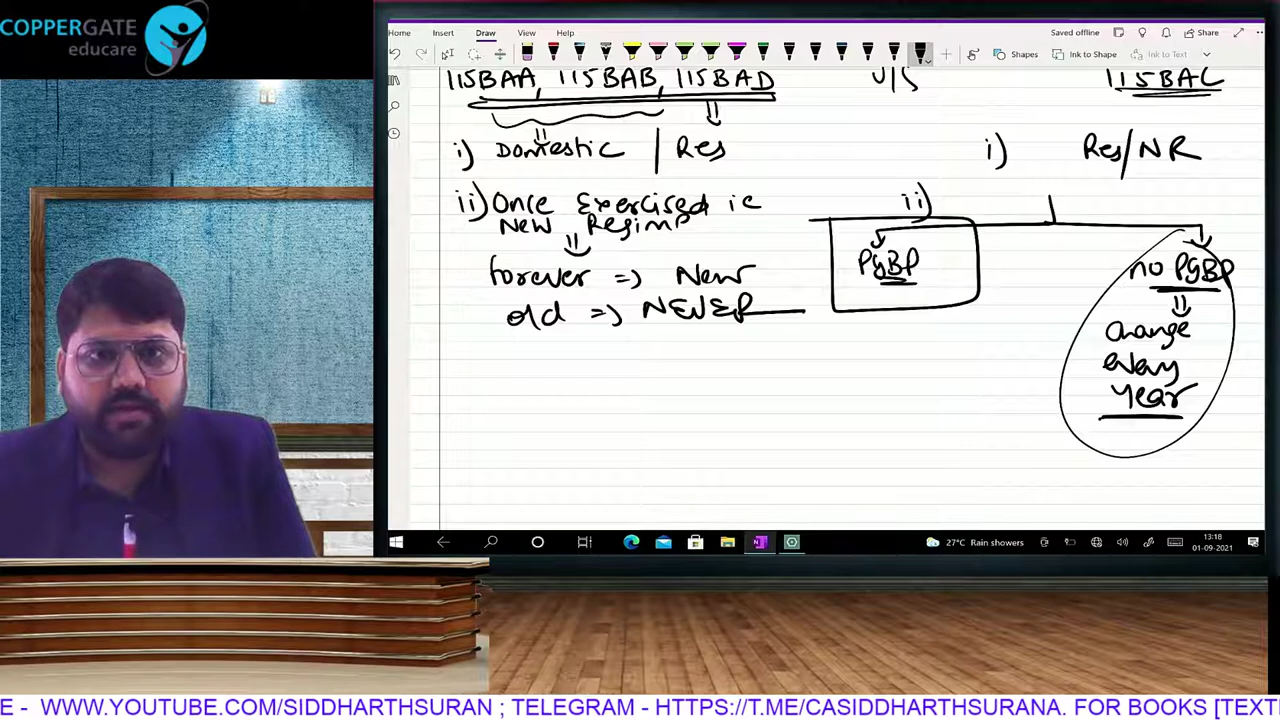 COPPERGATE
educare
Home Insert Draw View Help
Saved offline
Share
Shapes
Ink to Shape
Ink to Text
115BAA, 115BAB, 115BAD V/S 115BAC
i) Domestic | Res
i) Res/NR
ii) Once Exercised ie
New Regime
forever => New
old => NEVER
ii)
PGBP
no PGBP
change
every
year
27°C Rain showers
13:18
01-09-2021
E - WWW.YOUTUBE.COM/SIDDHARTHSURAN ; TELEGRAM - HTTPS://T.ME/CASIDDHARTHSURANA. FOR BOOKS [TEXT